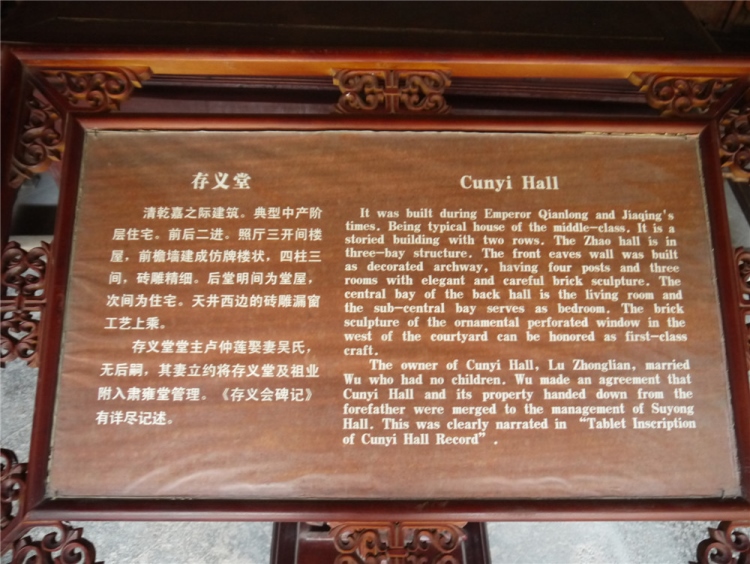 存义堂
清乾嘉之际建筑。典型中产阶
层住宅。前后二进。照厅三开间楼
屋，前檐墙建成仿牌楼状，四柱三
间，砖雕精细。后堂明间为堂屋，
次间为住宅。天井西边的砖雕漏窗
工艺上乘。
存义堂堂主卢仲莲娶妻吴氏，
无后嗣，其妻立约将存义堂及祖业
附入肃雍堂管理。《存义会碑记》
有详尽记述。
Cunyi Hall
It was built during Emperor Qianlong and Jiaqing's
times. Being typical house of the middle-class. It is a
storied building with two rows. The Zhao hall is in
three-bay structure. The front eaves wall was built
as decorated archway, having four posts and three
rooms with elegant and careful brick sculpture. The
central bay of the back hall is the living room and
the sub-central bay serves as bedroom. The brick
sculpture of the ornamental perforated window in the
west of the courtyard can be honored as first-class
craft.
The owner of Cunyi Hall, Lu Zhonglian, married
Wu who had no children. Wu made an agreement that
Cunyi Hall and its property handed down from the
forefather were merged to the management of Suyong
Hall. This was clearly narrated in “Tablet Inscription
of Cunyi Hall Record”.